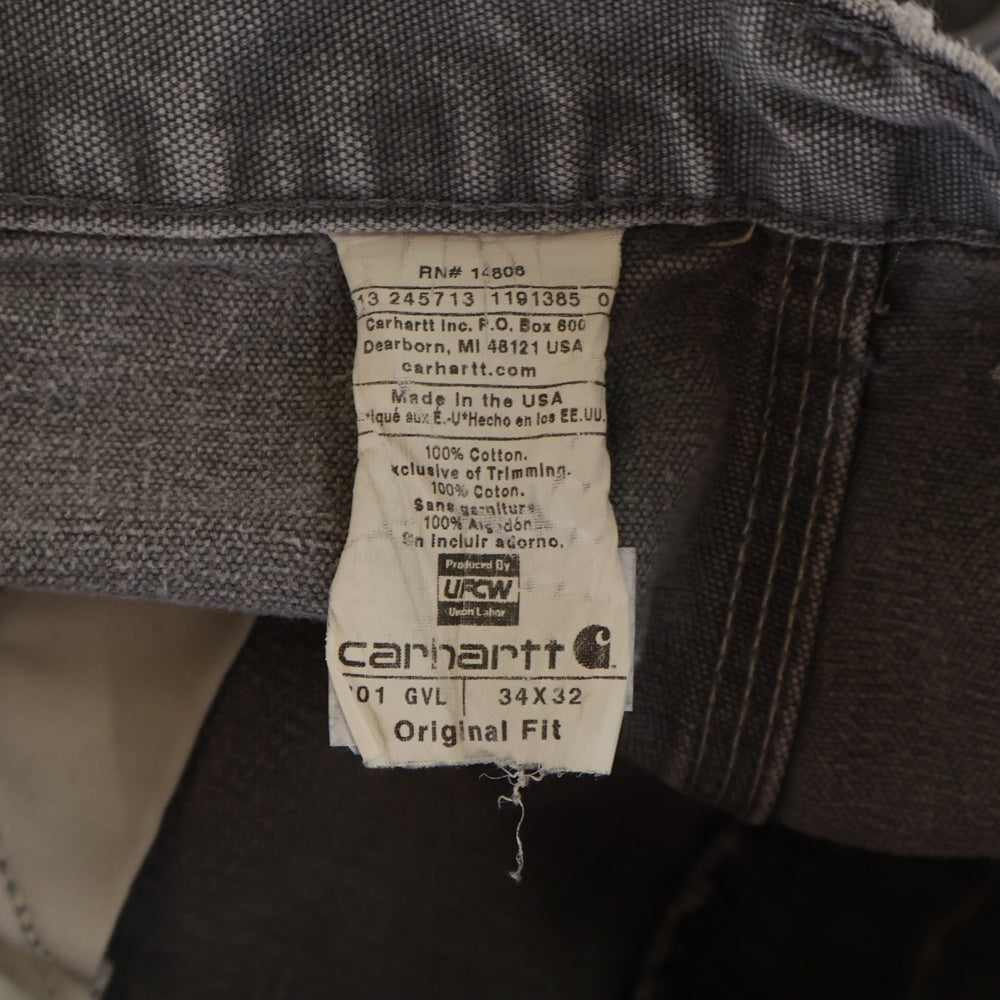 RN# 14806
13 245713 1191385 0
Carhartt Inc. P.O. Box 600
Dearborn, MI 48121 USA
carhartt.com
Made In the USA
iqué aux E.-U*Hecho en los EE.UU.
100% Cotton.
xclusive of Trimming.
100% Coton.
Sans garniture
100% Algodón
n incluir adorno.
Produced By
UFCW
Union Labor
carhartt
01 GVL 34X32
Original Fit